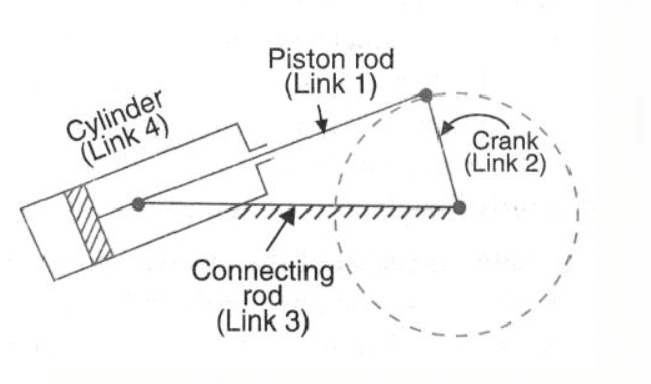 Piston rod
(Link 1)
Cylinder
(Link 4)
Crank
(Link 2)
Connecting
rod
(Link 3)